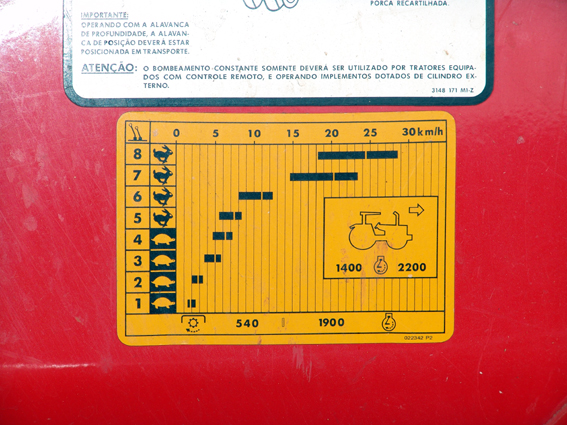 PORCA RECARTILHADA.
IMPORTANTE:
OPERANDO COM A ALAVANCA
DE PROFUNDIDADE, A ALAVAN-
CA DE POSIÇÃO DEVERÁ ESTAR
POSICIONADA EM TRANSPORTE.
ATENÇÃO: O BOMBEAMENTO CONSTANTE SOMENTE DEVERÁ SER UTILIZADO POR TRATORES EQUIPA-
DOS COM CONTROLE REMOTO, E OPERANDO IMPLEMENTOS DOTADOS DE CILINDRO EX-
TERNO.
3148 171 M1-Z
0 5 10 15 20 25 30 km/h
8
7
6
5
4
3
2
1
1400 2200
540 1900
022342 P2